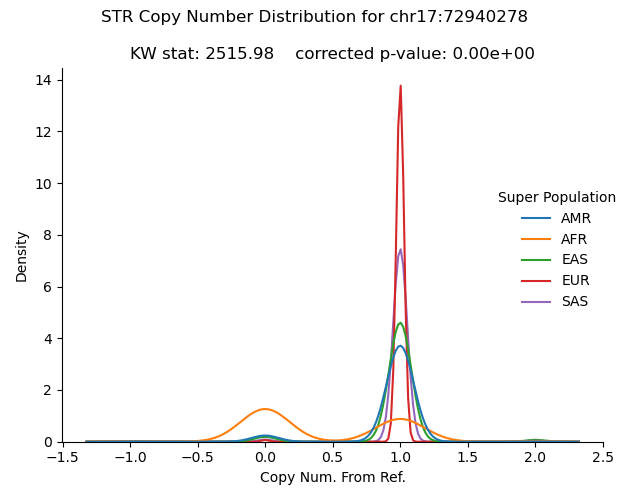 STR Copy Number Distribution for chr17:72940278
KW stat: 2515.98    corrected p-value: 0.00e+00
Density
14
12
10
8
6
4
2
0
−1.5 −1.0 −0.5 0.0 0.5 1.0 1.5 2.0 2.5
Copy Num. From Ref.
Super Population
AMR
AFR
EAS
EUR
SAS